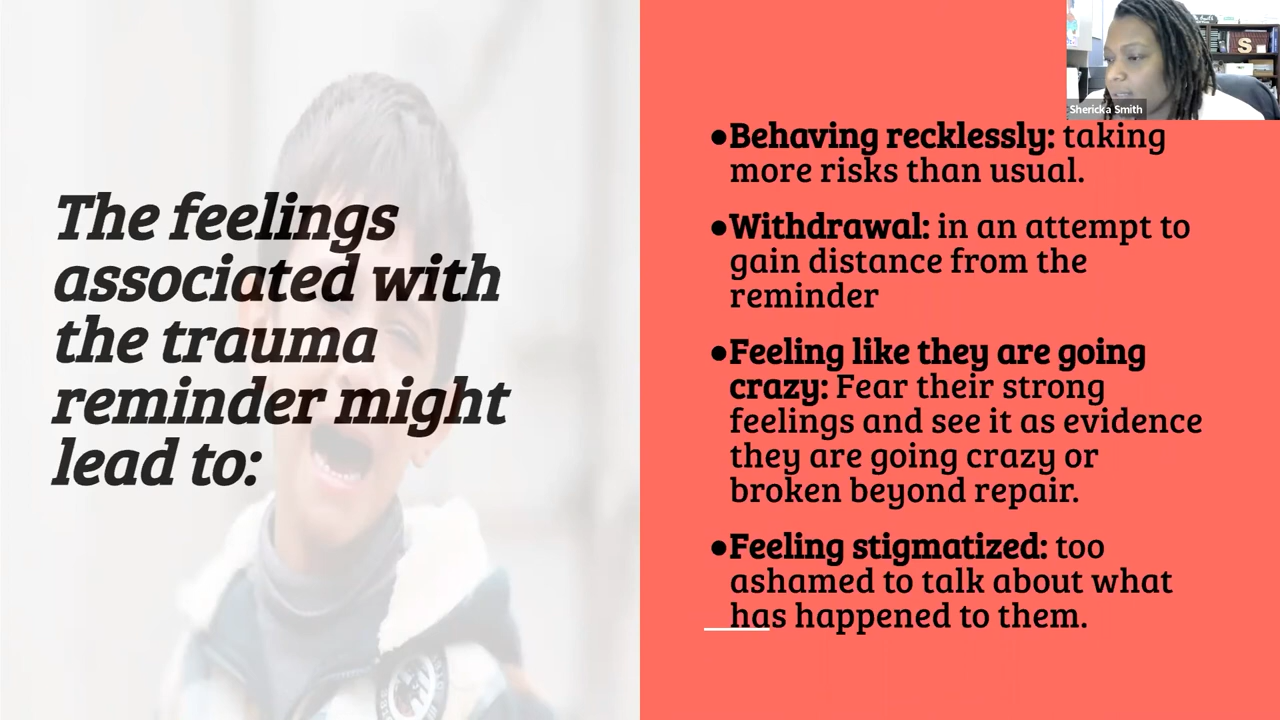 Shericka Smith
The feelings
associated with
the trauma
reminder might
lead to:
●Behaving recklessly: taking
more risks than usual.
●Withdrawal: in an attempt to
gain distance from the
reminder
●Feeling like they are going
crazy: Fear their strong
feelings and see it as evidence
they are going crazy or
broken beyond repair.
●Feeling stigmatized: too
ashamed to talk about what
has happened to them.
S